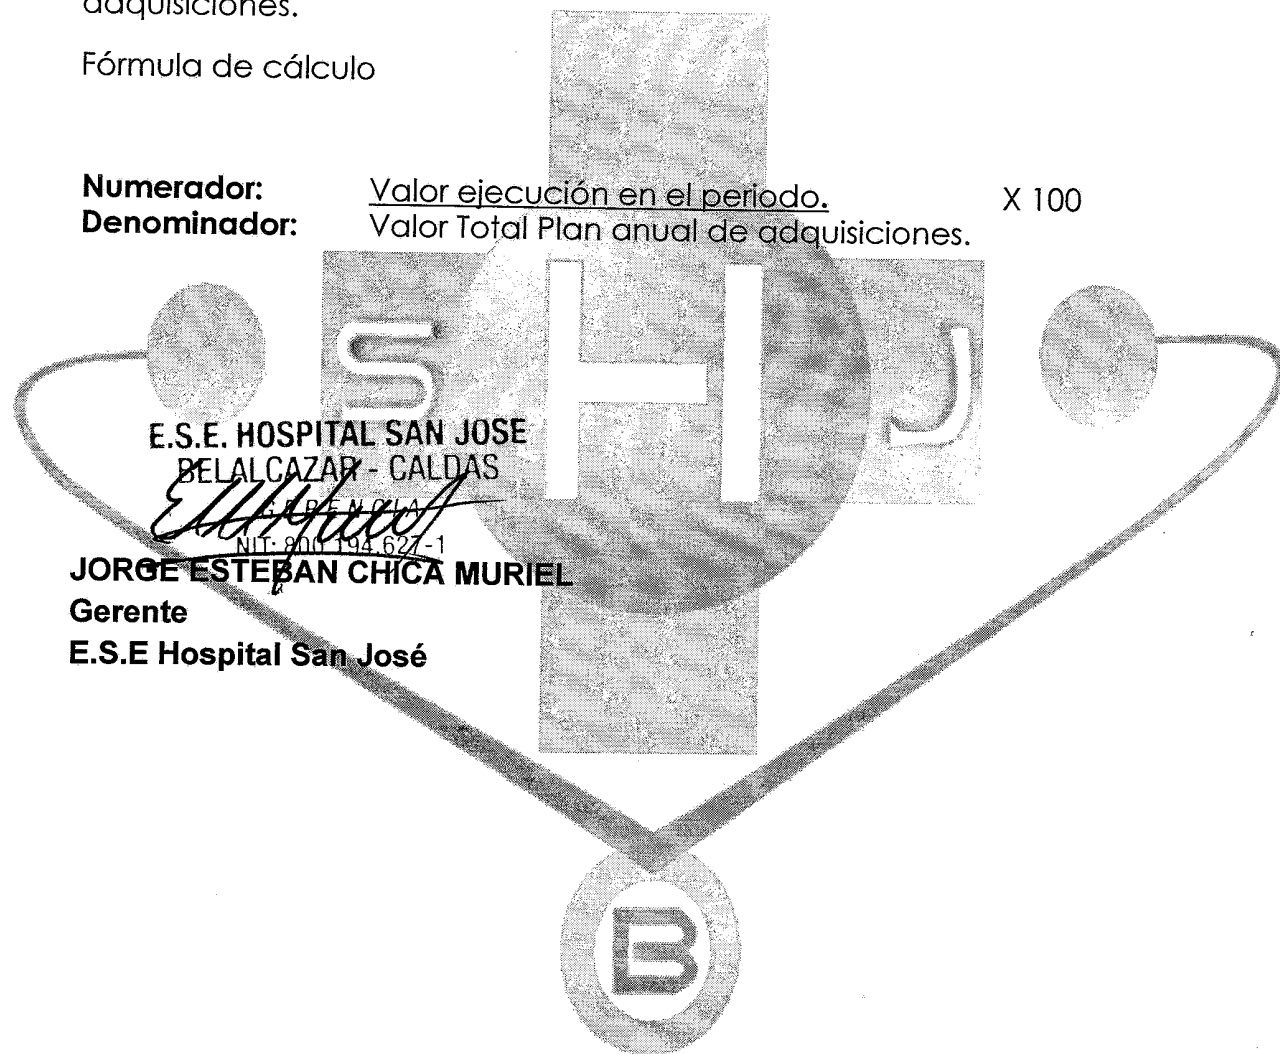 adquisiciones.
Fórmula de cálculo
Numerador: Valor ejecución en el periodo. X 100
Denominador: Valor Total Plan anual de adquisiciones.
S H J
E.S.E. HOSPITAL SAN JOSE
BELALCAZAR - CALDAS
GERENCIA
NIT: 800.194.627-1
JORGE ESTEBAN CHICA MURIEL
Gerente
E.S.E Hospital San José
B